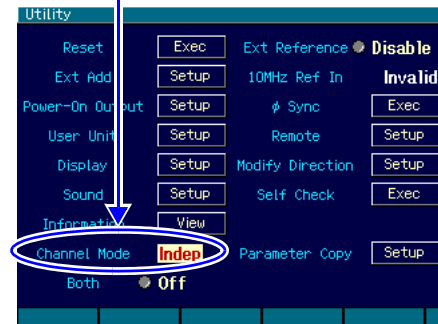 Utility
Reset Exec Ext Reference Disable
Ext Add Setup 10MHz Ref In Invalid
Power-On Output Setup ø Sync Exec
User Unit Setup Remote Setup
Display Setup Modify Direction Setup
Sound Setup Self Check Exec
Information View
Channel Mode Indep Parameter Copy Setup
Both Off